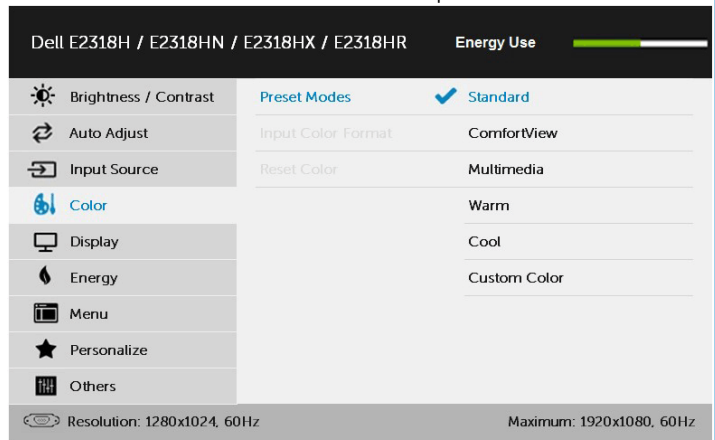 Dell E2318H / E2318HN / E2318HX / E2318HR Energy Use
Brightness / Contrast Preset Modes Standard
Auto Adjust Input Color Format ComfortView
Input Source Reset Color Multimedia
Color Warm
Display Cool
Energy Custom Color
Menu
Personalize
Others
Resolution: 1280x1024, 60Hz Maximum: 1920x1080, 60Hz